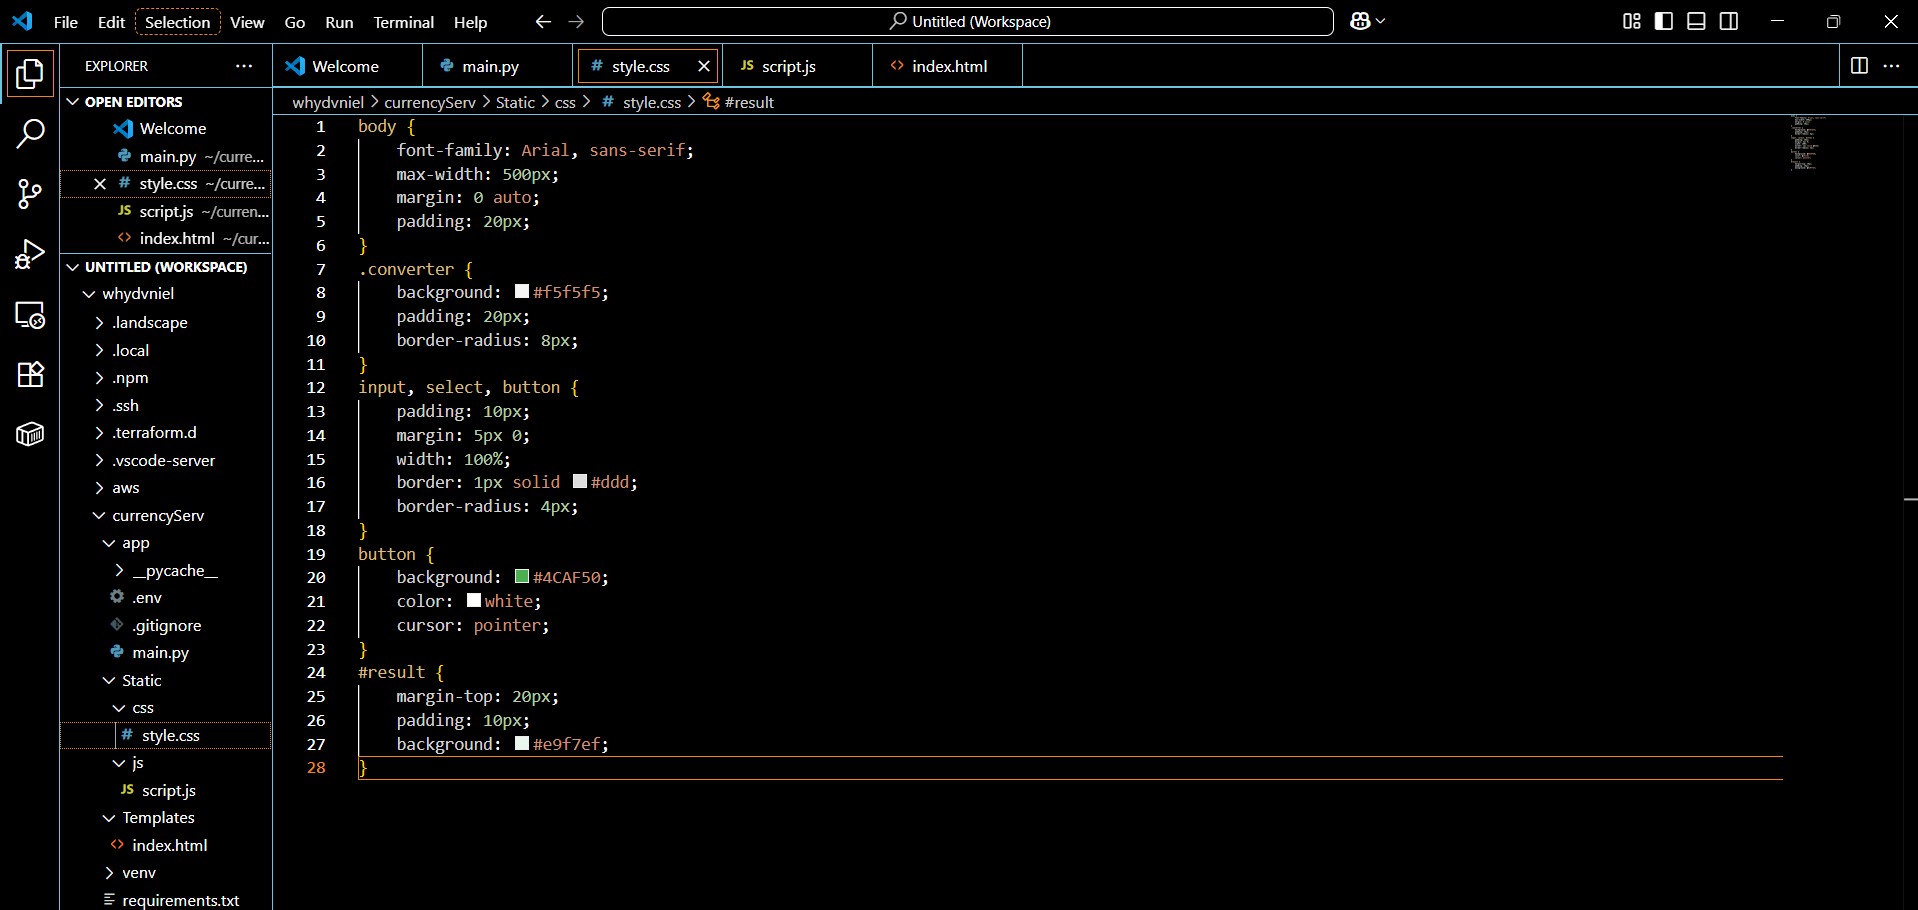 File Edit Selection View Go Run Terminal Help Untitled (Workspace)
EXPLORER
Welcome main.py style.css script.js index.html
OPEN EDITORS
Welcome
main.py ~/curre...
style.css ~/curre...
script.js ~/curren...
index.html ~/cur...
UNTITLED (WORKSPACE)
whydvniel
.landscape
.local
.npm
.ssh
.terraform.d
.vscode-server
aws
currencyServ
app
__pycache__
.env
.gitignore
main.py
Static
css
style.css
js
script.js
Templates
index.html
venv
requirements.txt
whydvniel > currencyServ > Static > css > # style.css > #result
1 body {
2 font-family: Arial, sans-serif;
3 max-width: 500px;
4 margin: 0 auto;
5 padding: 20px;
6 }
7 .converter {
8 background: #f5f5f5;
9 padding: 20px;
10 border-radius: 8px;
11 }
12 input, select, button {
13 padding: 10px;
14 margin: 5px 0;
15 width: 100%;
16 border: 1px solid #ddd;
17 border-radius: 4px;
18 }
19 button {
20 background: #4CAF50;
21 color: white;
22 cursor: pointer;
23 }
24 #result {
25 margin-top: 20px;
26 padding: 10px;
27 background: #e9f7ef;
28 }